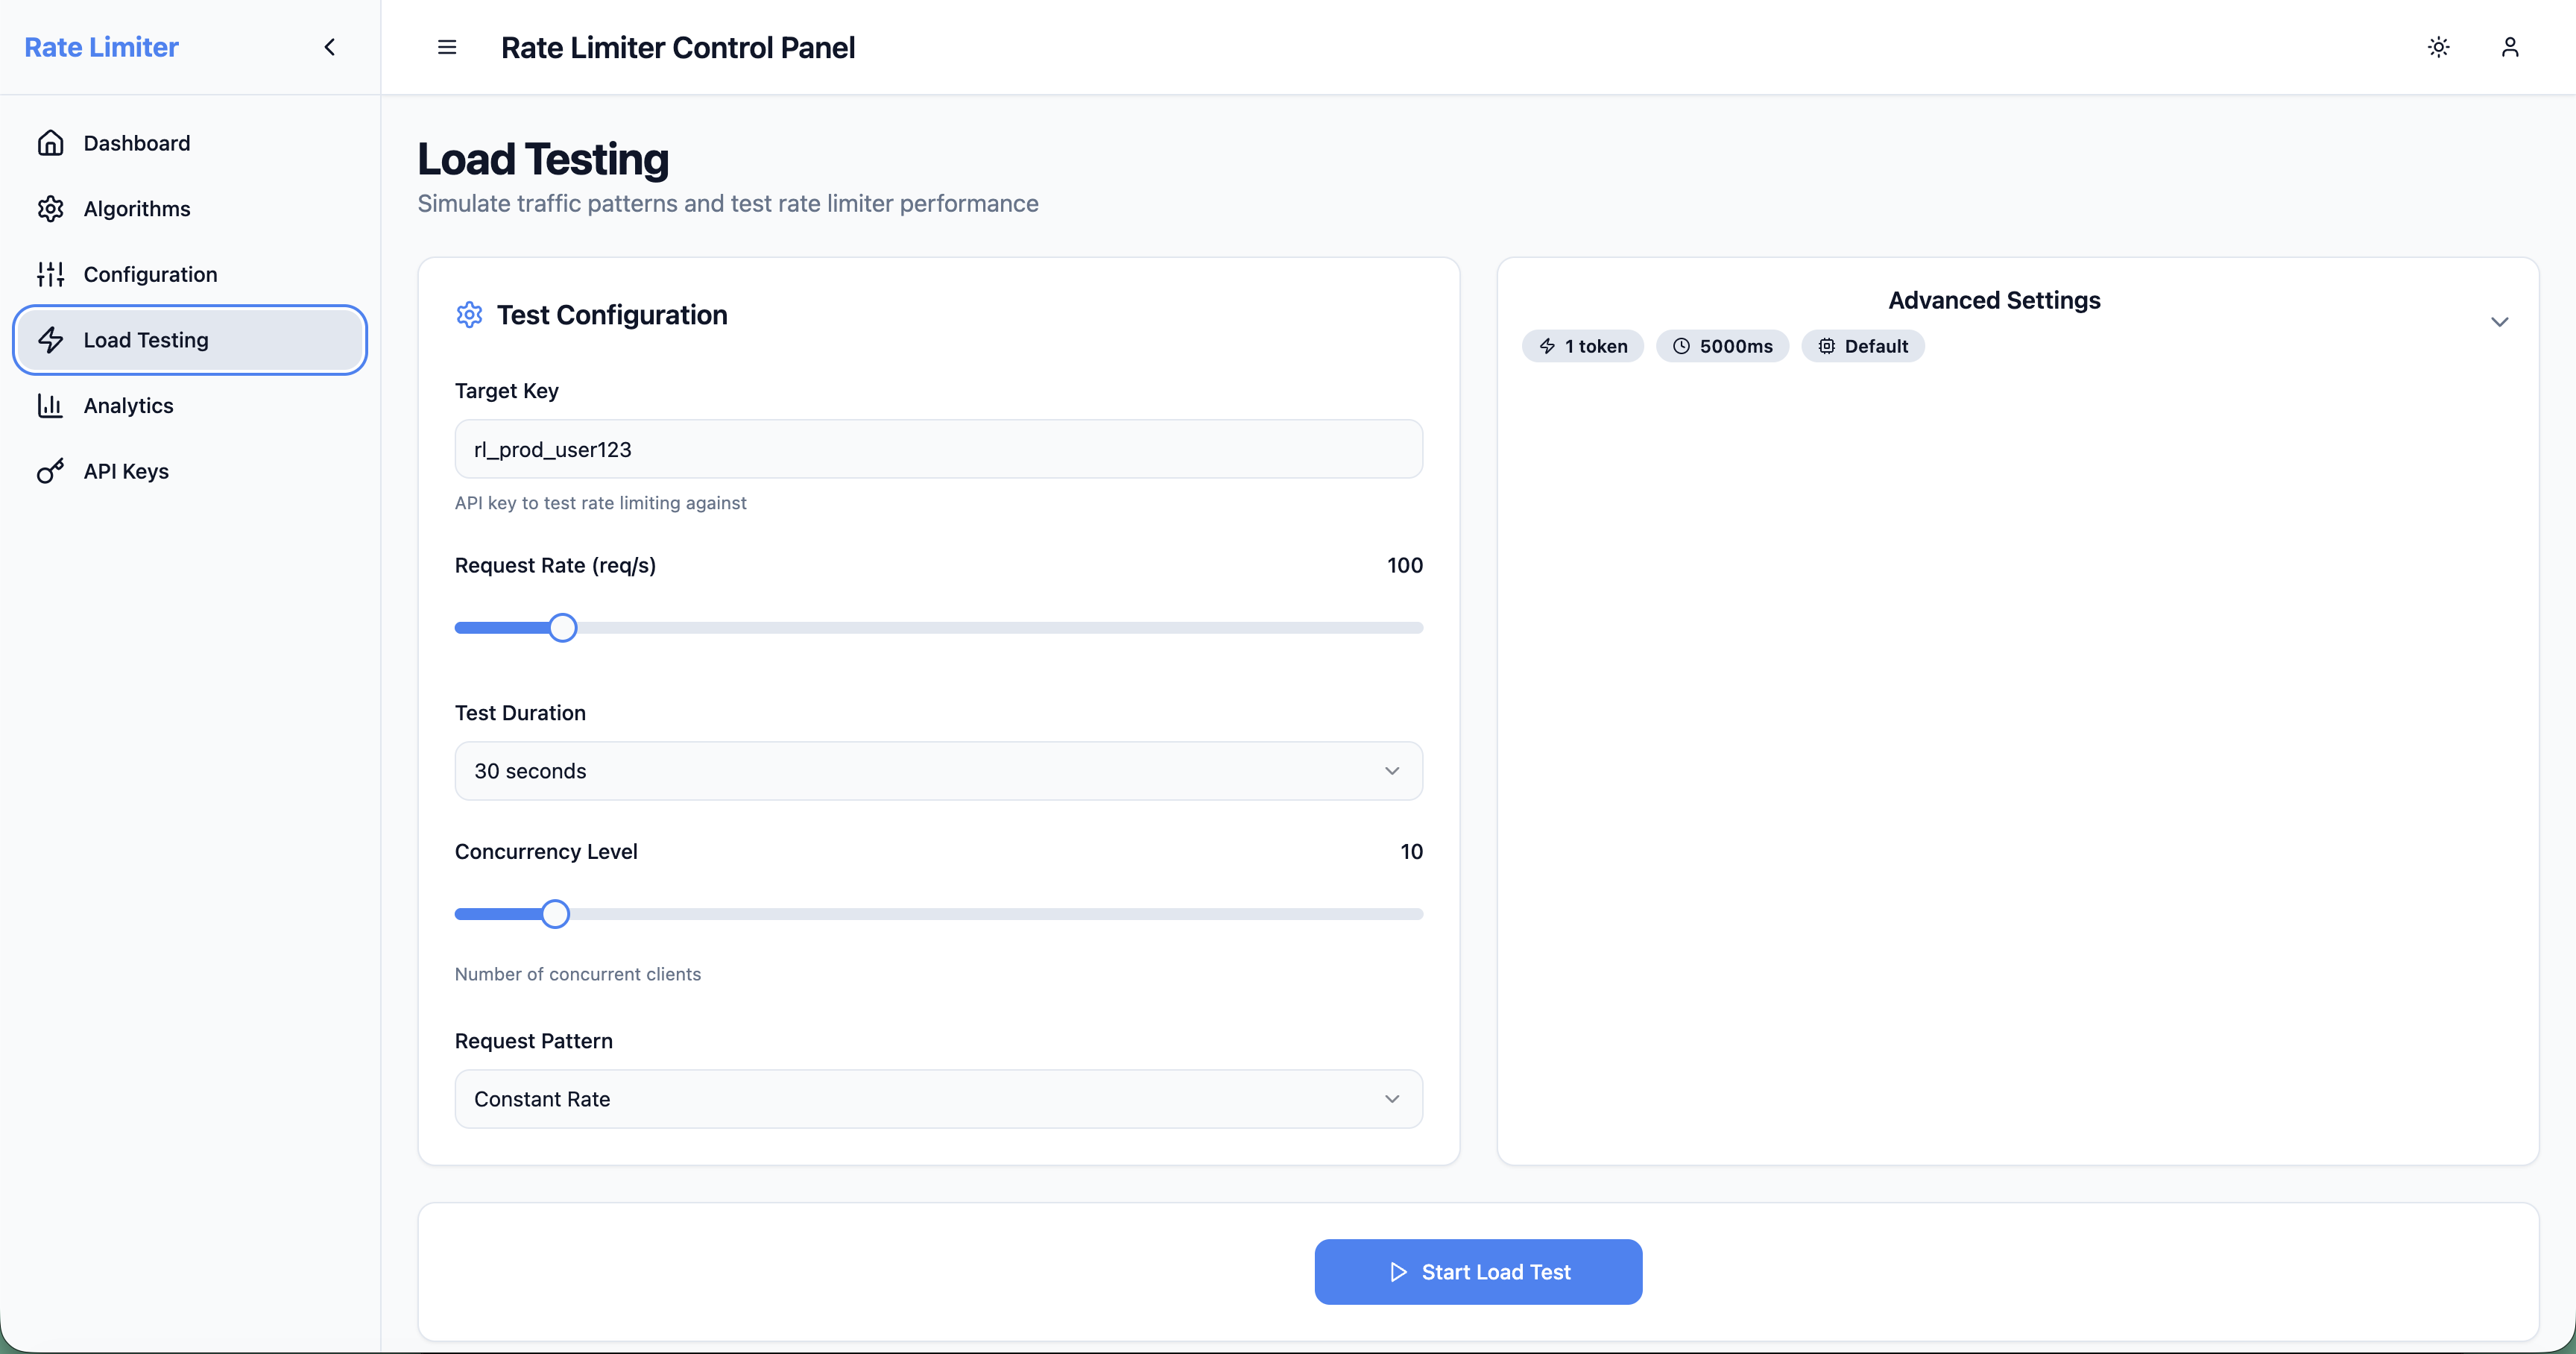 Rate Limiter
Rate Limiter Control Panel
Dashboard
Algorithms
Configuration
Load Testing
Analytics
API Keys
Load Testing
Simulate traffic patterns and test rate limiter performance
Test Configuration
Target Key
rl_prod_user123
API key to test rate limiting against
Request Rate (req/s) 100
Test Duration
30 seconds
Concurrency Level 10
Number of concurrent clients
Request Pattern
Constant Rate
Advanced Settings
1 token 5000ms Default
Start Load Test